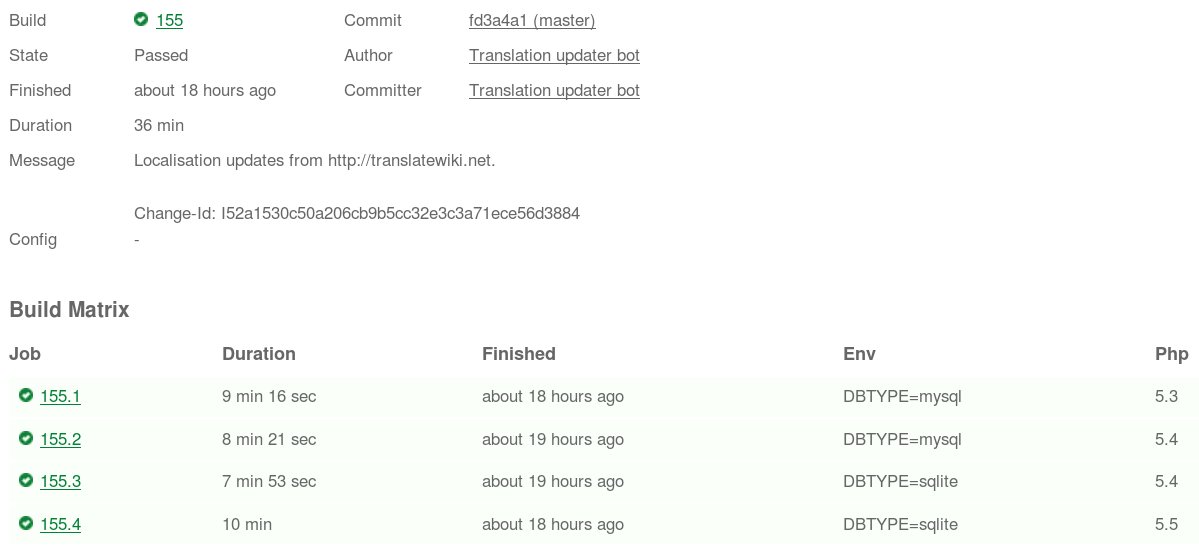 Build 155 Commit fd3a4a1 (master)
State Passed Author Translation updater bot
Finished about 18 hours ago Committer Translation updater bot
Duration 36 min
Message Localisation updates from http://translatewiki.net.
Change-Id: I52a1530c50a206cb9b5cc32e3c3a71ece56d3884
Config -
Build Matrix
Job Duration Finished Env Php
155.1 9 min 16 sec about 18 hours ago DBTYPE=mysql 5.3
155.2 8 min 21 sec about 19 hours ago DBTYPE=mysql 5.4
155.3 7 min 53 sec about 19 hours ago DBTYPE=sqlite 5.4
155.4 10 min about 18 hours ago DBTYPE=sqlite 5.5